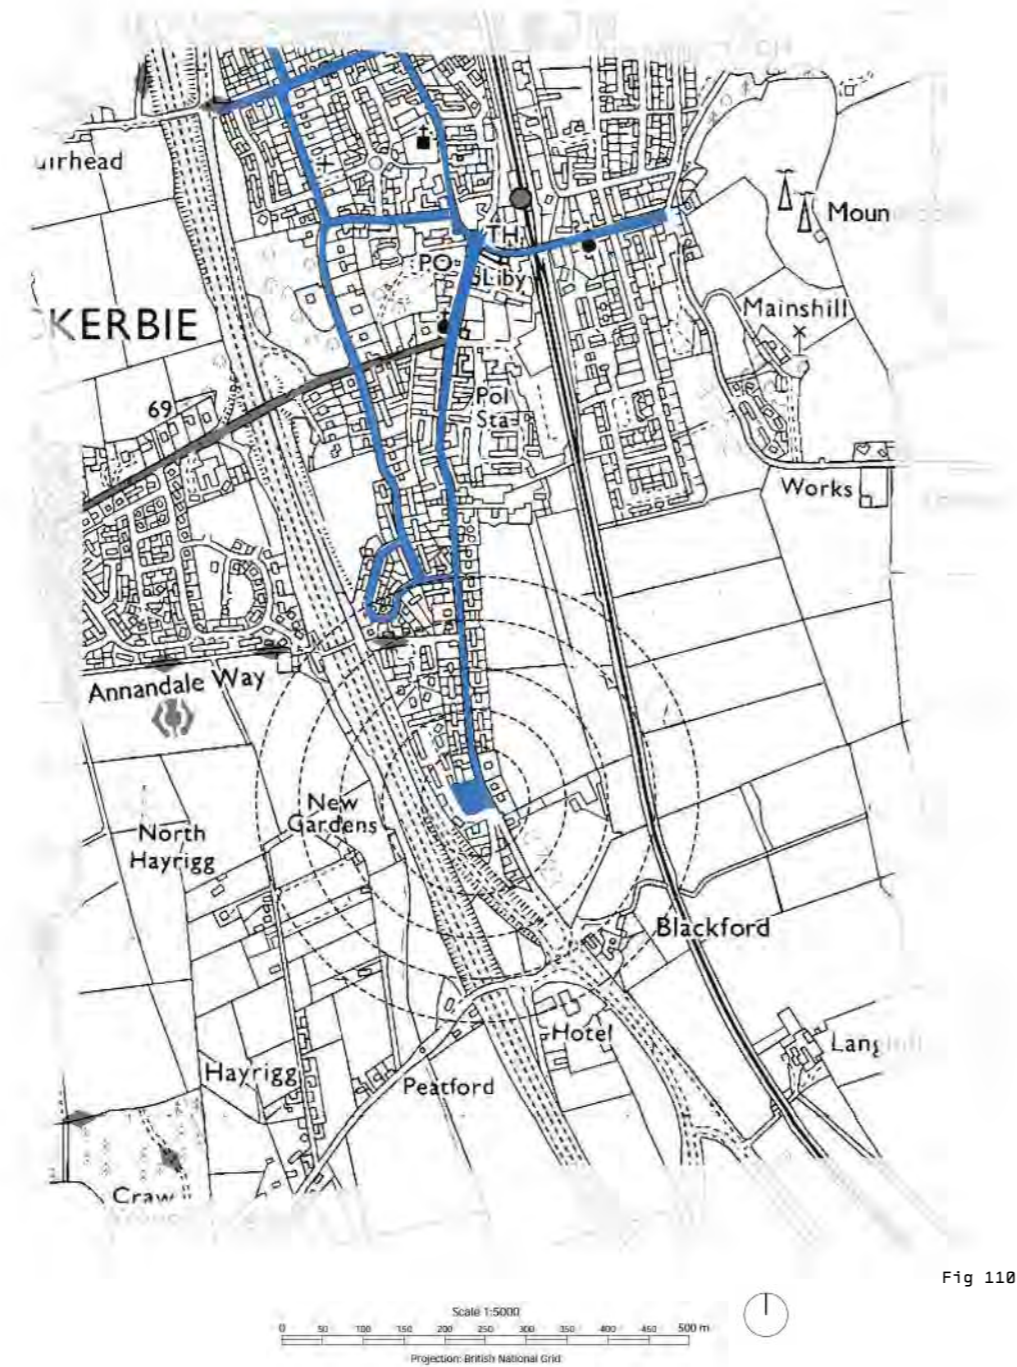 uirhead
TH
Moun
PO
Liby
KERBIE
Mainshill
69
Pol
Sta
Works
Annandale Way
New
Gardens
North
Hayrigg
Blackford
Hotel
Lang
Hayrigg
Peatford
Craw
Fig 110
Scale 1:5000
0 50 100 150 200 250 300 350 400 450 500 m
Projection: British National Grid